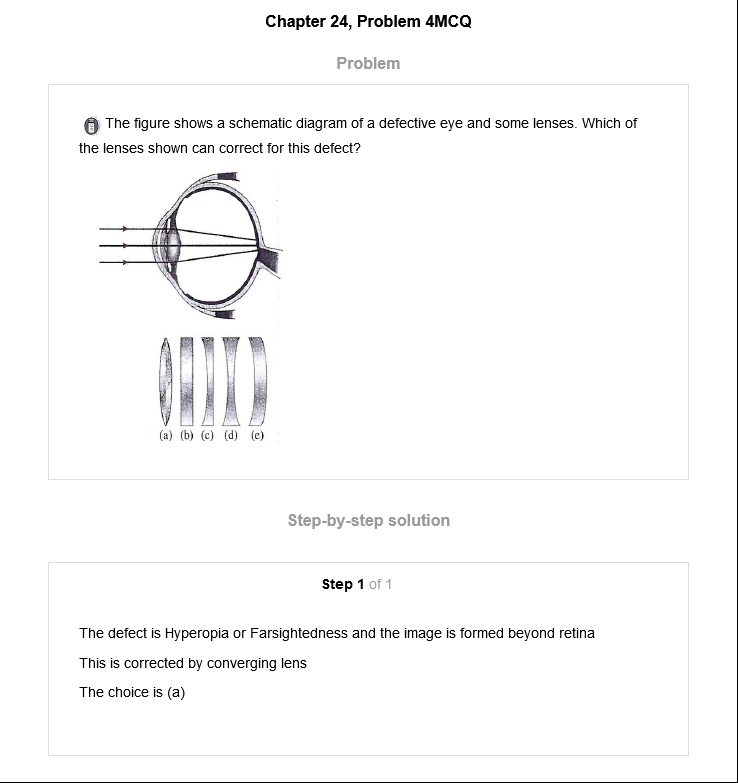 Chapter 24, Problem 4MCQ
Problem
The figure shows a schematic diagram of a defective eye and some lenses. Which of
the lenses shown can correct for this defect?
(a) (b) (c) (d) (e)
Step-by-step solution
Step 1 of 1
The defect is Hyperopia or Farsightedness and the image is formed beyond retina
This is corrected by converging lens
The choice is (a)